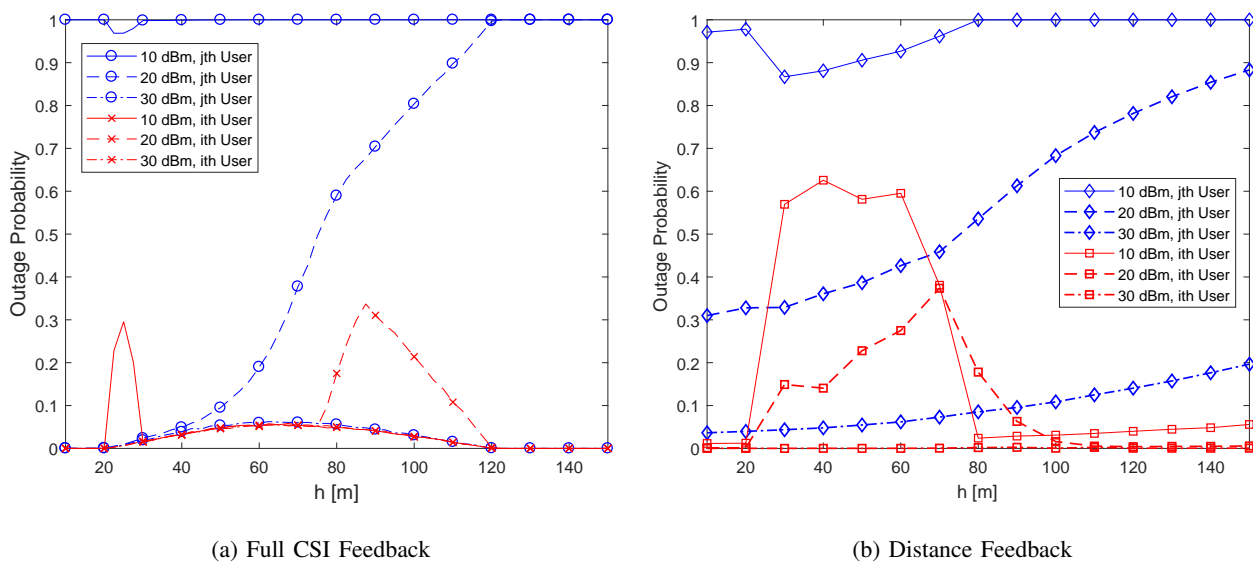 1
0.9
0.8
0.7
0.6
0.5
0.4
0.3
0.2
0.1
0
Outage Probability
10 dBm, jth User
20 dBm, jth User
30 dBm, jth User
10 dBm, ith User
20 dBm, ith User
30 dBm, ith User
20 40 60 80 100 120 140
h [m]
(a) Full CSI Feedback
1
0.9
0.8
0.7
0.6
0.5
0.4
0.3
0.2
0.1
0
Outage Probability
10 dBm, jth User
20 dBm, jth User
30 dBm, jth User
10 dBm, ith User
20 dBm, ith User
30 dBm, ith User
20 40 60 80 100 120 140
h [m]
(b) Distance Feedback